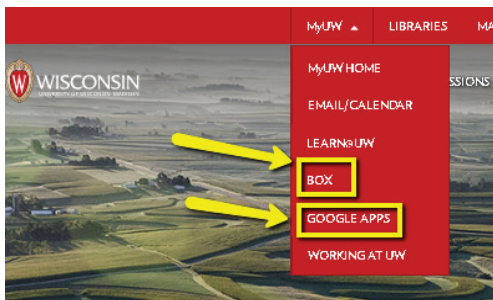 MyUW LIBRARIES MA
WISCONSIN
UNIVERSITY OF WISCONSIN-MADISON
SSIONS
MyUW HOME
EMAIL/CALENDAR
LEARN@UW
BOX
GOOGLE APPS
WORKING AT UW